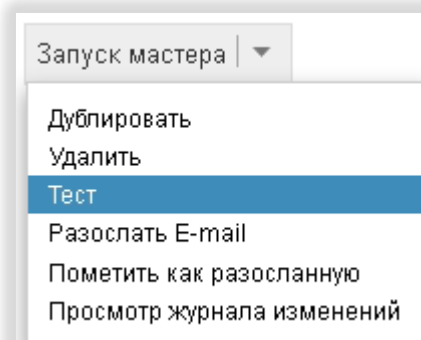 Запуск мастера
Дублировать
Удалить
Тест
Разослать E-mail
Пометить как разосланную
Просмотр журнала изменений